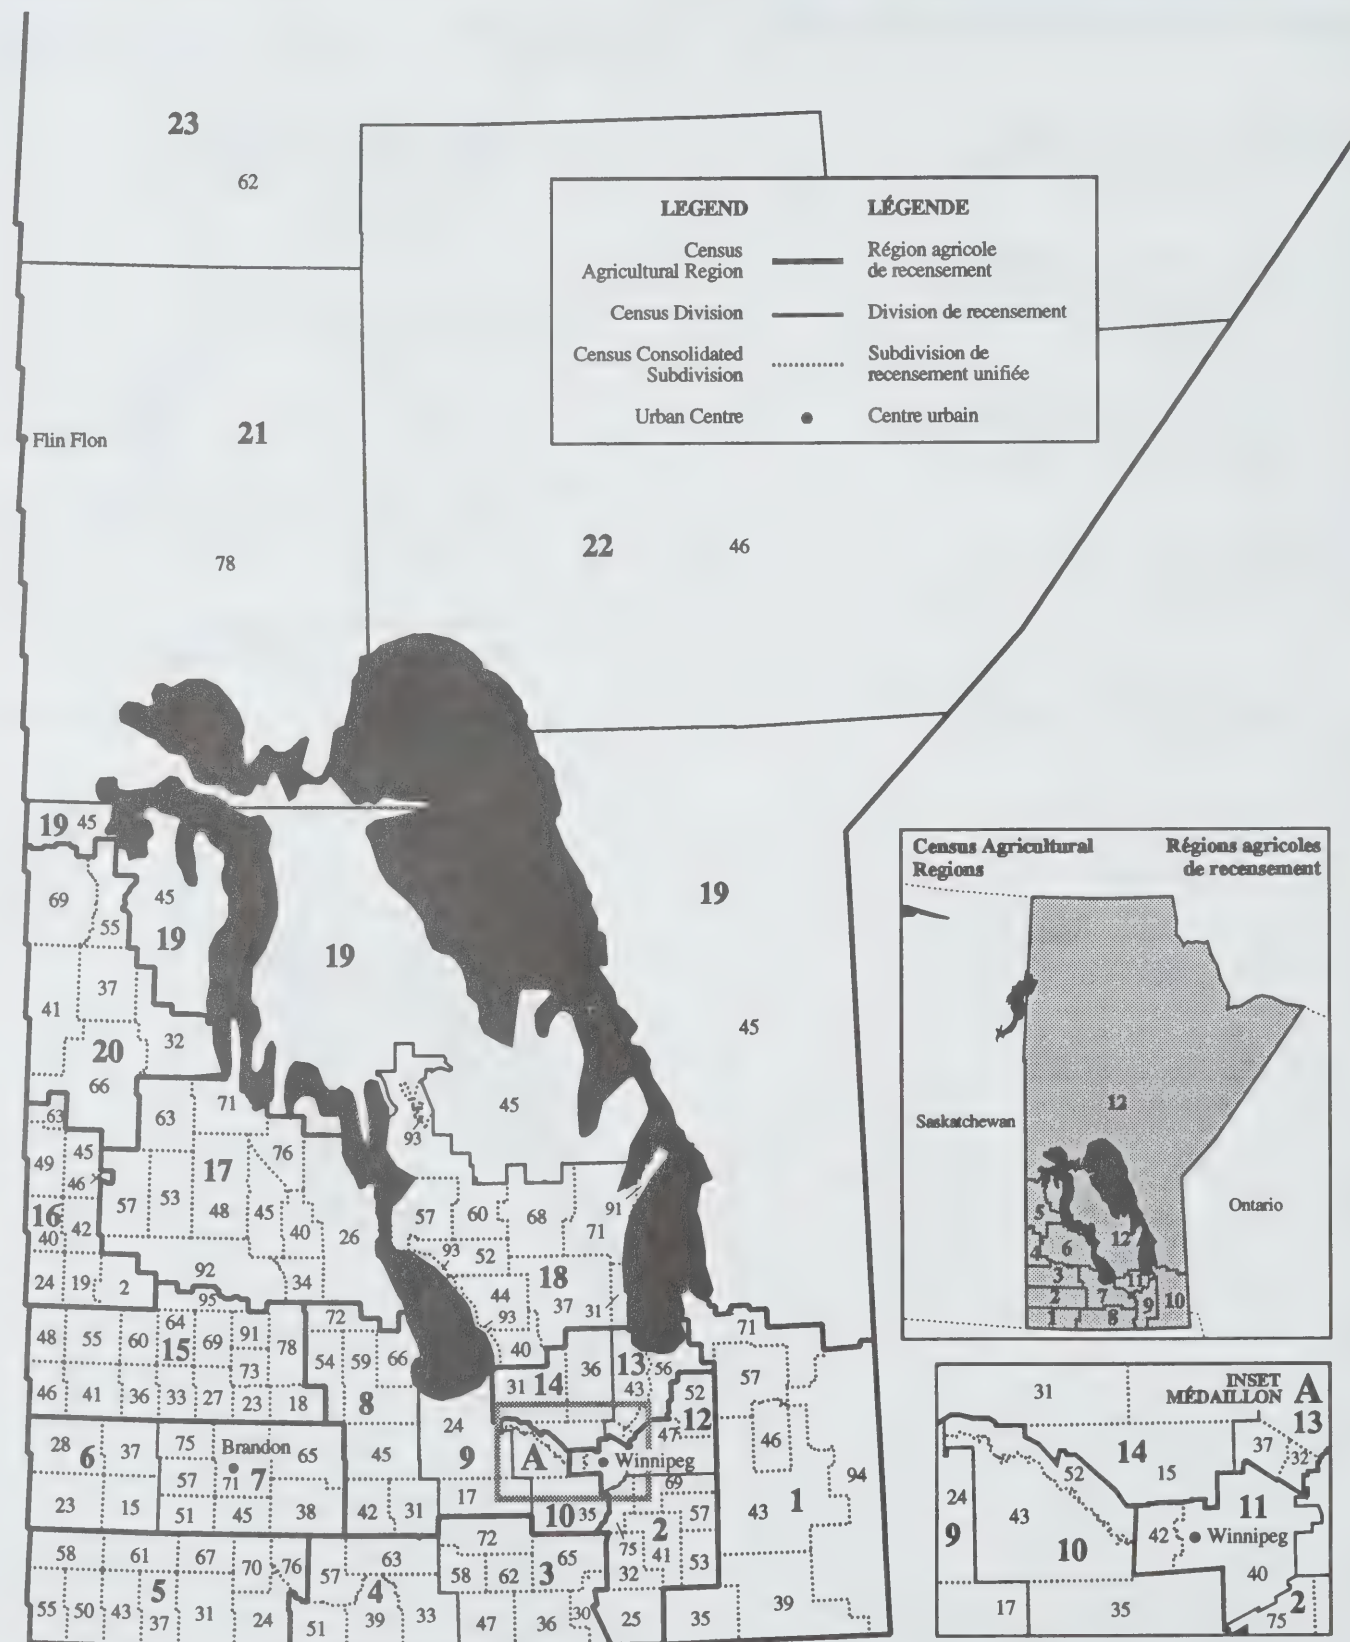 23
62
LEGEND LÉGENDE
Census Agricultural Region Région agricole de recensement
Census Division Division de recensement
Census Consolidated Subdivision Subdivision de recensement unifiée
Urban Centre Centre urbain
Flin Flon 21
78 22 46
19 45
69 55 45 19 19 19
41 37
20 32 45
66
63 63 71 45 93
49 45 76
46 17
57 53 48 45 40 26 57 60 68 71 91
16 40 42
93 52
24 19 2 92 34 44 18
95 93 37 31
48 55 60 64 69 91 78 72 40 71
15 73 54 59 66 36 13 56 57
46 41 36 33 27 23 18 8 31 14 43 52
24 12
28 37 75 Brandon 65 45 9 A Winnipeg 47 46
6 57 71 7 69 94
23 15 51 45 38 42 31 17 10 35 57 43 1
2
58 61 67 70 76 57 63 72 65 75 41 53
5 4 58 62 3 32
55 50 43 37 31 24 51 39 33 47 36 30 25 35 39
Census Agricultural Regions Régions agricoles de recensement
12
Saskatchewan
Ontario
5
4 6 12
3 11
2 7 9 10
1 8
INSET MÉDAILLON A
31 13
14 37 32
52 15
24 43 11
9 10 42 Winnipeg
40
17 35 2
75